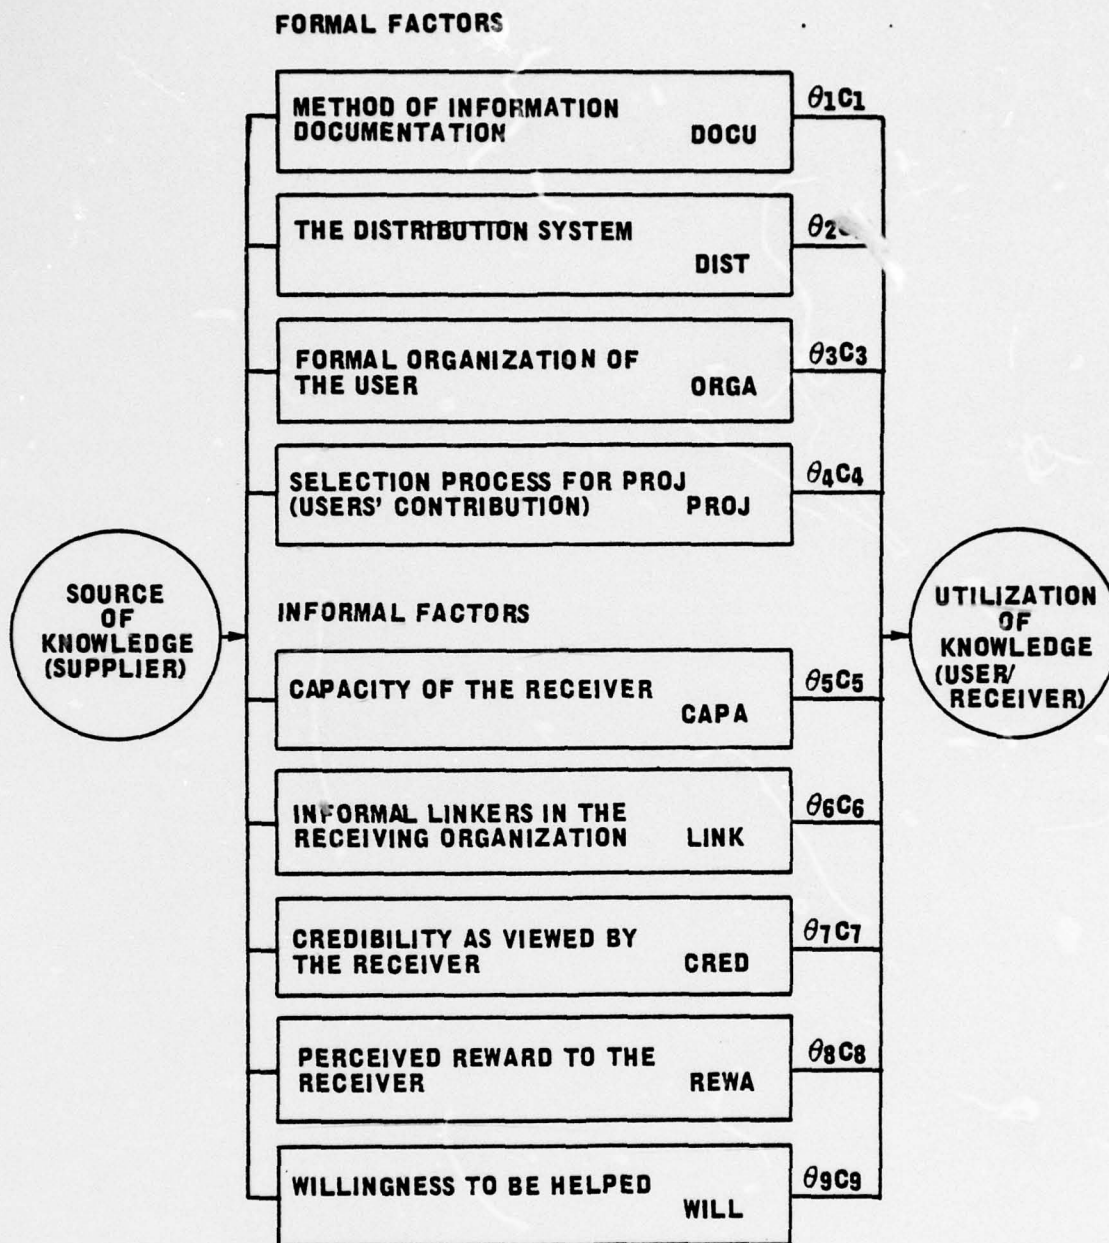 FORMAL FACTORS
METHOD OF INFORMATION
DOCUMENTATION DOCU
θ1C1
THE DISTRIBUTION SYSTEM
DIST
FORMAL ORGANIZATION OF
THE USER ORGA
θ3C3
SELECTION PROCESS FOR PROJ
(USERS' CONTRIBUTION) PROJ
θ4C4
SOURCE
OF
KNOWLEDGE
(SUPPLIER)
INFORMAL FACTORS
UTILIZATION
OF
KNOWLEDGE
(USER/
RECEIVER)
CAPACITY OF THE RECEIVER
CAPA
θ5C5
INFORMAL LINKERS IN THE
RECEIVING ORGANIZATION LINK
θ6C6
CREDIBILITY AS VIEWED BY
THE RECEIVER CRED
θ7C7
PERCEIVED REWARD TO THE
RECEIVER REWA
θ8C8
WILLINGNESS TO BE HELPED
WILL
θ9C9